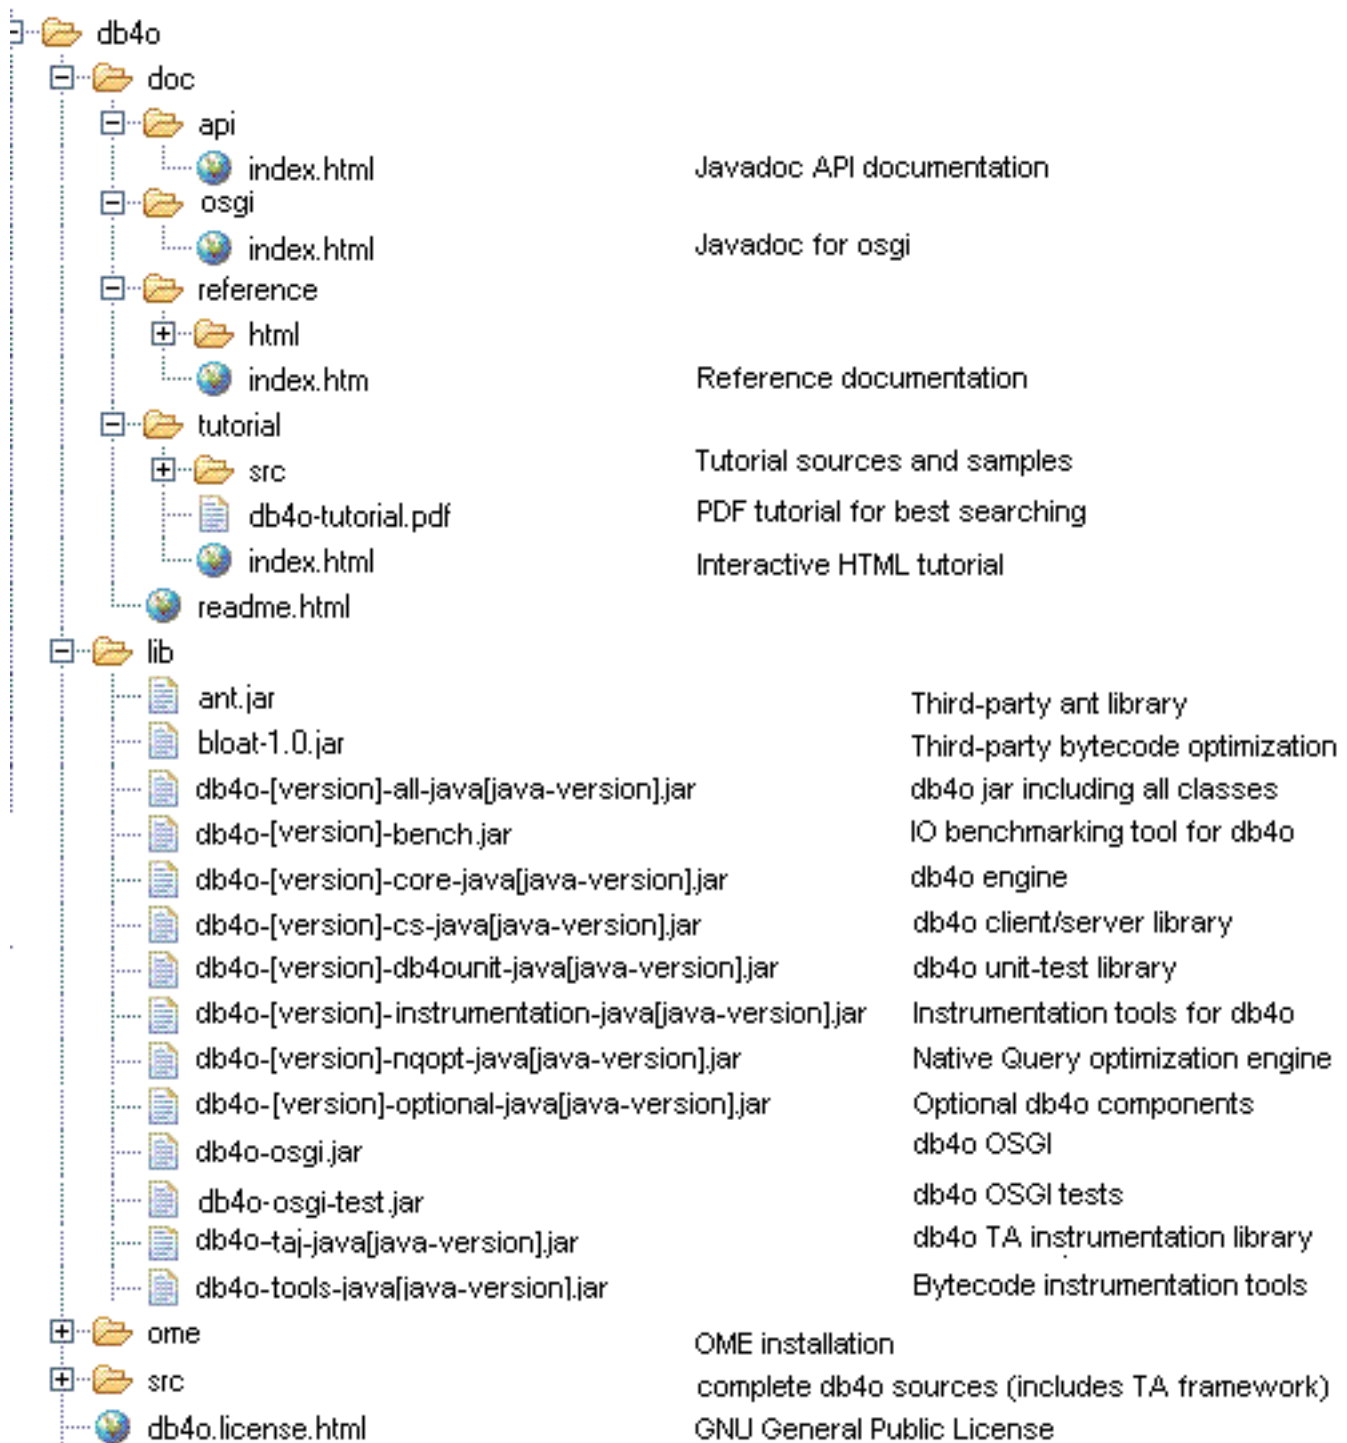 db4o
doc
api
index.html Javadoc API documentation
osgi
index.html Javadoc for osgi
reference
html
index.htm Reference documentation
tutorial
src Tutorial sources and samples
db4o-tutorial.pdf PDF tutorial for best searching
index.html Interactive HTML tutorial
readme.html
lib
ant.jar Third-party ant library
bloat-1.0.jar Third-party bytecode optimization
db4o-[version]-all-java[java-version].jar db4o jar including all classes
db4o-[version]-bench.jar IO benchmarking tool for db4o
db4o-[version]-core-java[java-version].jar db4o engine
db4o-[version]-cs-java[java-version].jar db4o client/server library
db4o-[version]-db4ounit-java[java-version].jar db4o unit-test library
db4o-[version]-instrumentation-java[java-version].jar Instrumentation tools for db4o
db4o-[version]-nqopt-java[java-version].jar Native Query optimization engine
db4o-[version]-optional-java[java-version].jar Optional db4o components
db4o-osgi.jar db4o OSGI
db4o-osgi-test.jar db4o OSGI tests
db4o-taj-java[java-version].jar db4o TA instrumentation library
db4o-tools-java[java-version].jar Bytecode instrumentation tools
ome OME installation
src complete db4o sources (includes TA framework)
db4o.license.html GNU General Public License